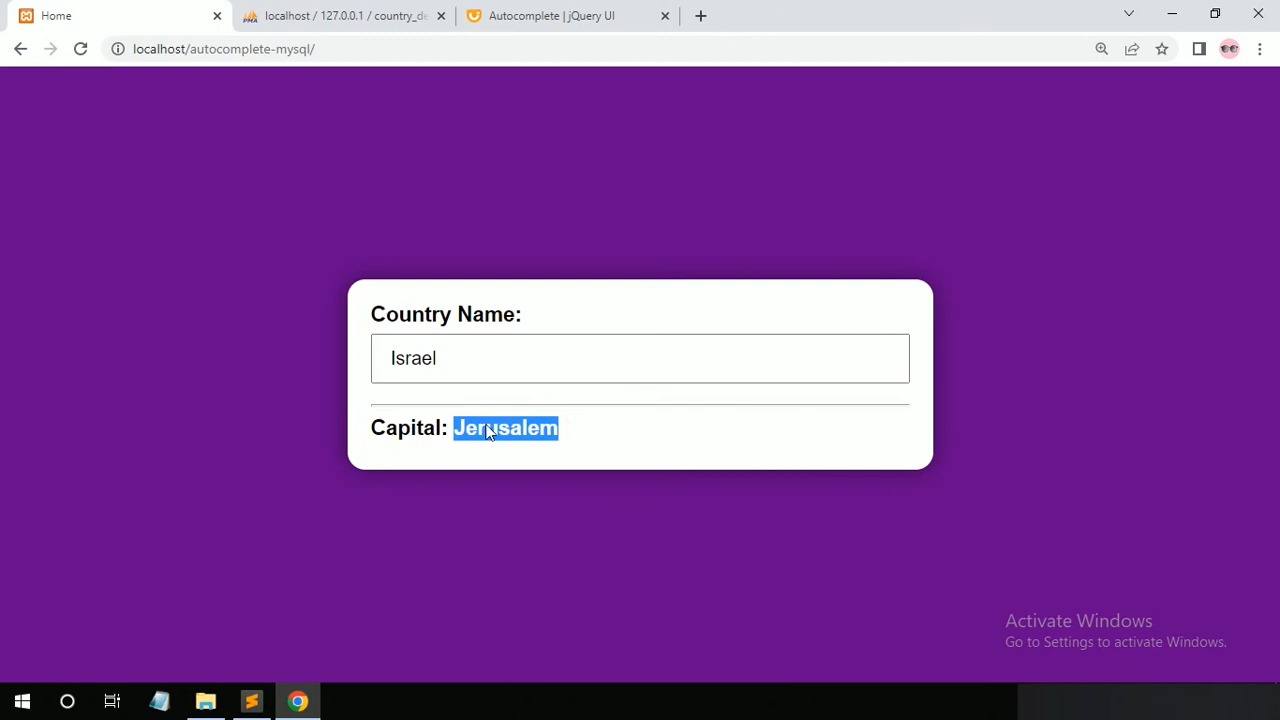 Home
localhost / 127.0.0.1 / country_de
Autocomplete | jQuery UI
localhost/autocomplete-mysql/
Country Name:
Israel
Capital: Jerusalem
Activate Windows
Go to Settings to activate Windows.